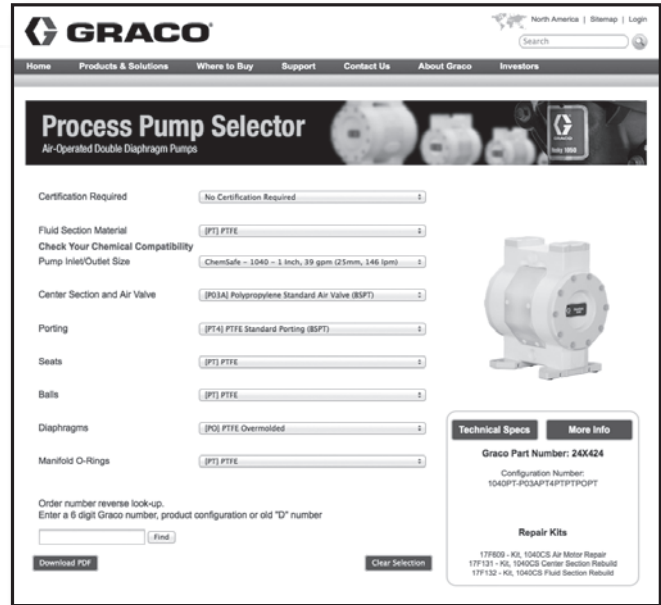 North America | Sitemap | Login
GRACO
Search
Home Products & Solutions Where to Buy Support Contact Us About Graco Investors
Process Pump Selector
Air-Operated Double Diaphragm Pumps
Certification Required No Certification Required
Fluid Section Material [PT] PTFE
Check Your Chemical Compatibility
Pump Inlet/Outlet Size ChemSafe - 1040 - 1 Inch, 39 gpm (25mm, 146 lpm)
Center Section and Air Valve [P03A] Polypropylene Standard Air Valve (BSPT)
Porting [PT4] PTFE Standard Porting (BSPT)
Seats [PT] PTFE
Balls [PT] PTFE
Diaphragms [PO] PTFE Overmolded
Manifold O-Rings [PT] PTFE
Technical Specs More Info
Graco Part Number: 24X424
Configuration Number:
1040PT-P03APT4PTPTPOPT
Order number reverse look-up.
Enter a 6 digit Graco number, product configuration or old "D" number
Find
Repair Kits
17F609 - Kit, 1040CS Air Motor Repair
17F131 - Kit, 1040CS Center Section Rebuild
17F132 - Kit, 1040CS Fluid Section Rebuild
Download PDF Clear Selection